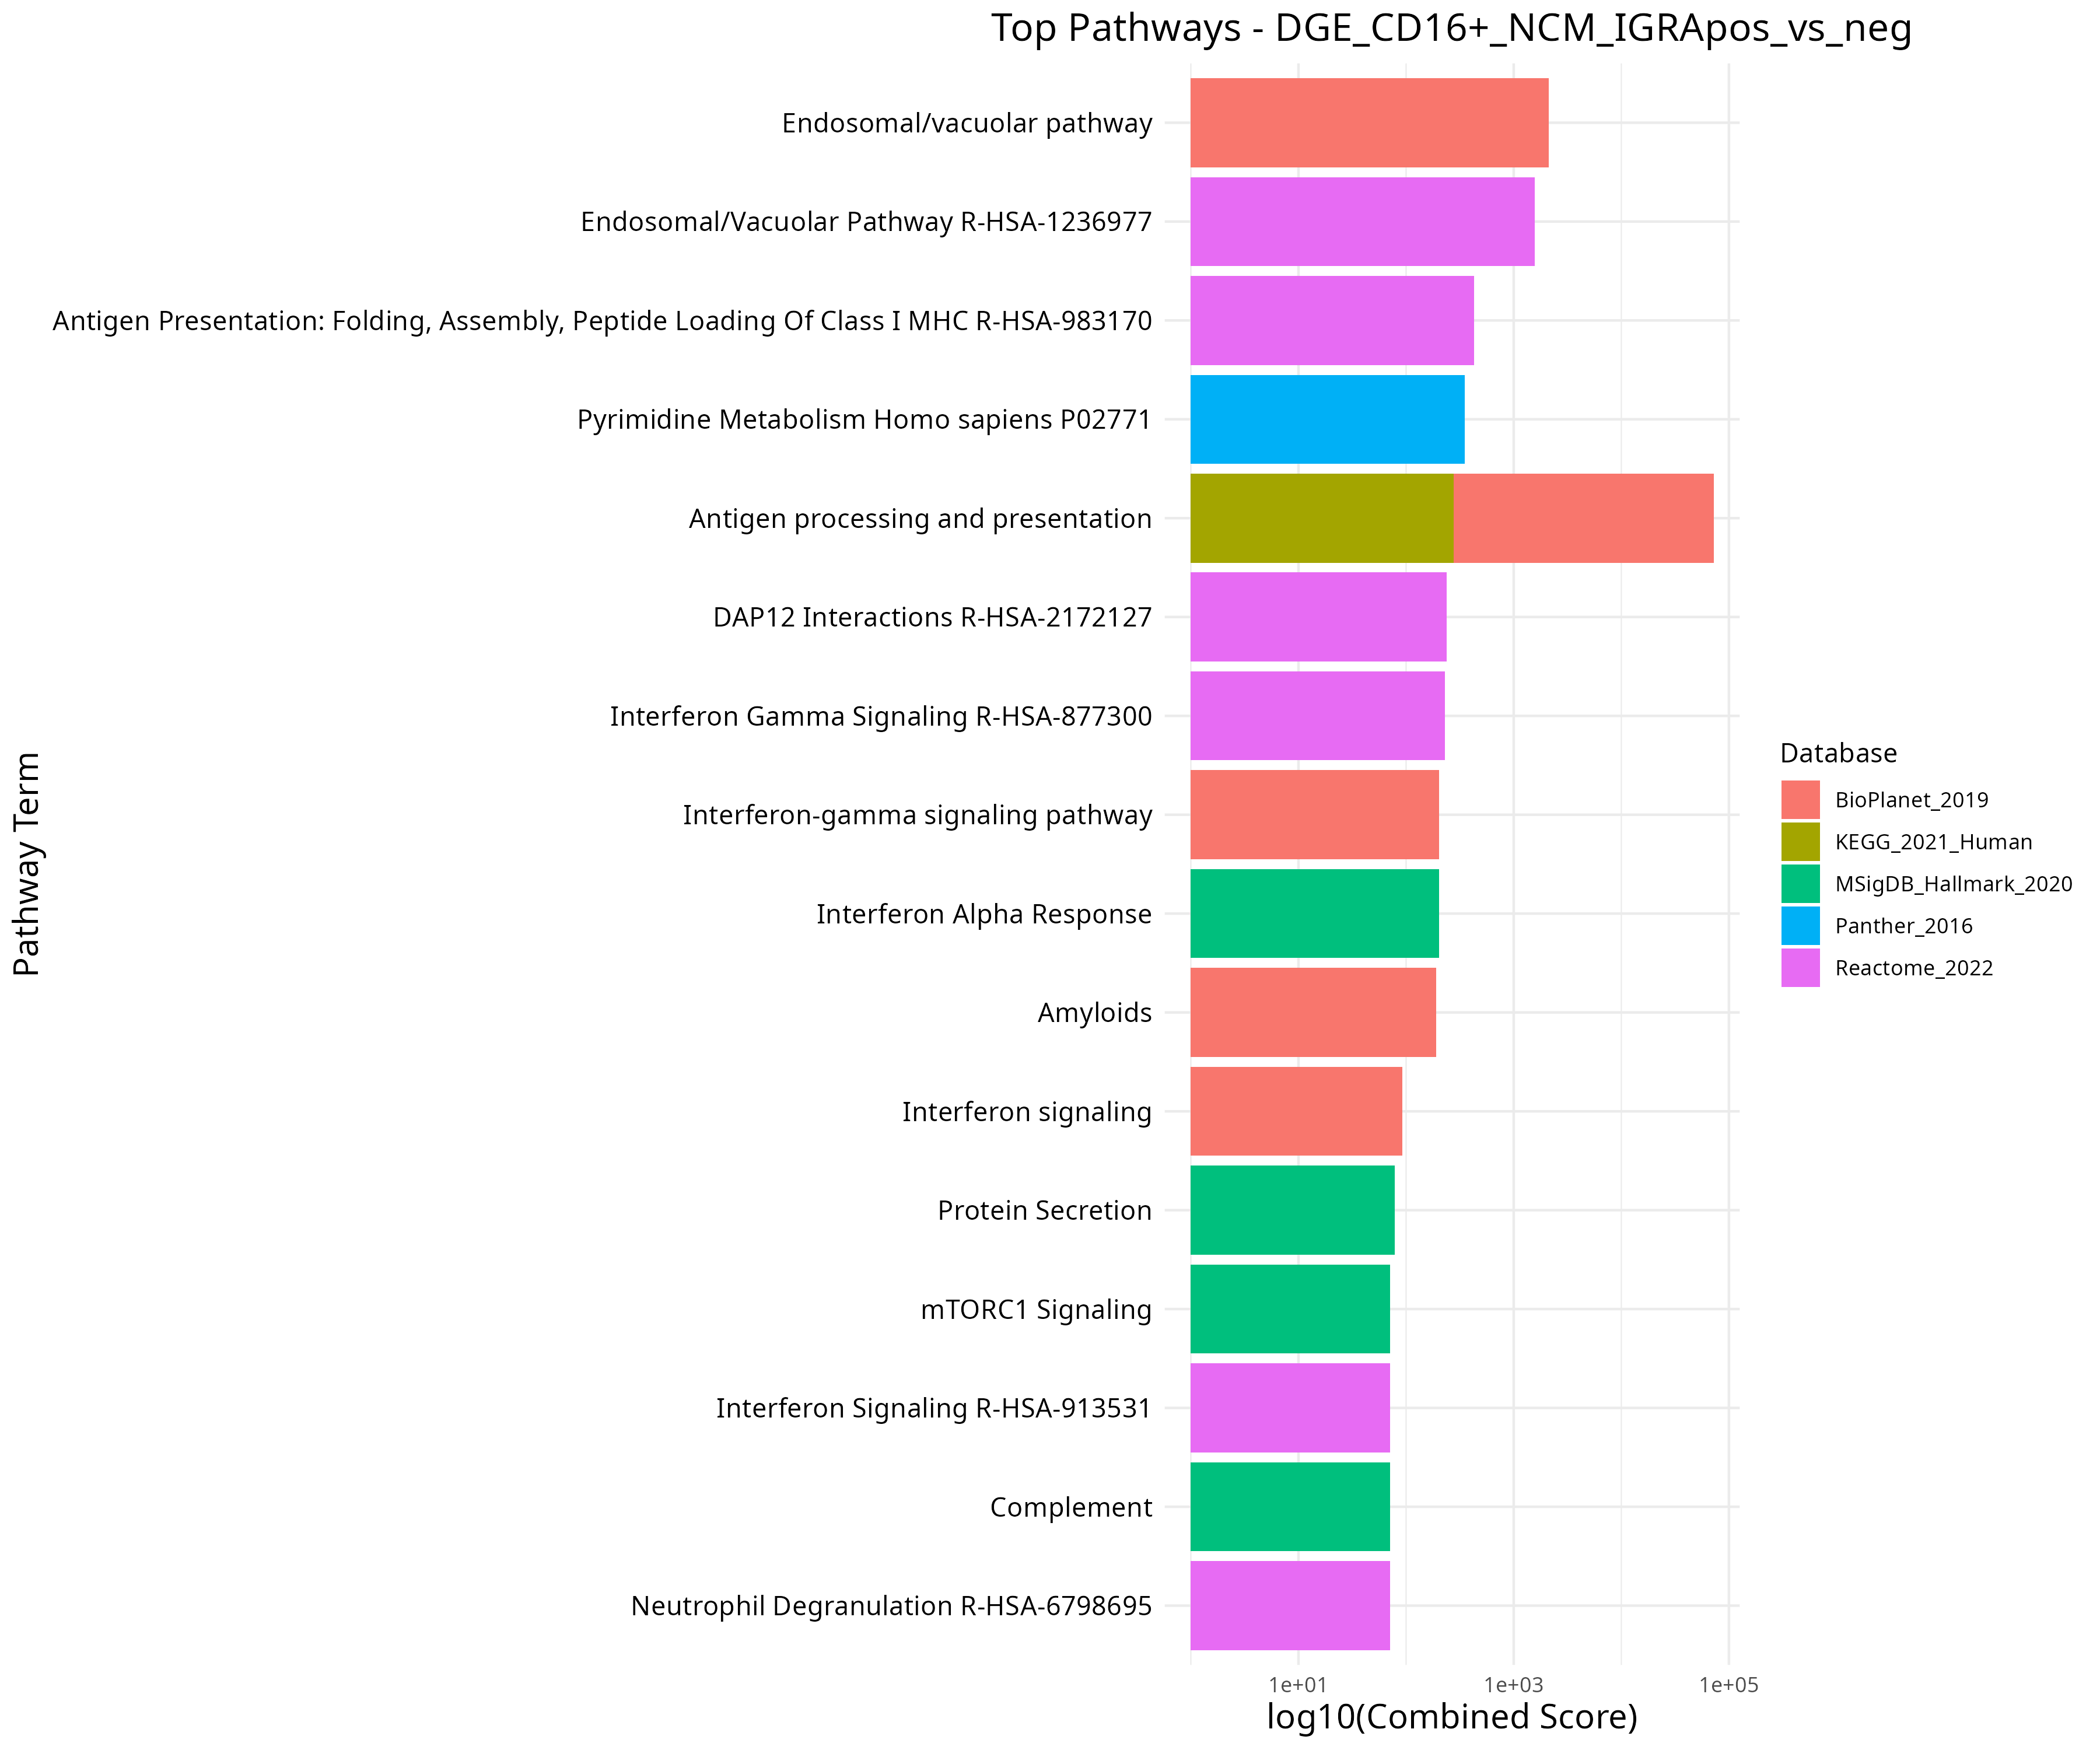 Top Pathways - DGE_CD16+_NCM_IGRApos_vs_neg
Pathway Term
Endosomal/vacuolar pathway
Endosomal/Vacuolar Pathway R-HSA-1236977
Antigen Presentation: Folding, Assembly, Peptide Loading Of Class I MHC R-HSA-983170
Pyrimidine Metabolism Homo sapiens P02771
Antigen processing and presentation
DAP12 Interactions R-HSA-2172127
Interferon Gamma Signaling R-HSA-877300
Interferon-gamma signaling pathway
Interferon Alpha Response
Amyloids
Interferon signaling
Protein Secretion
mTORC1 Signaling
Interferon Signaling R-HSA-913531
Complement
Neutrophil Degranulation R-HSA-6798695
1e+01 1e+03 1e+05
log10(Combined Score)
Database
BioPlanet_2019
KEGG_2021_Human
MSigDB_Hallmark_2020
Panther_2016
Reactome_2022